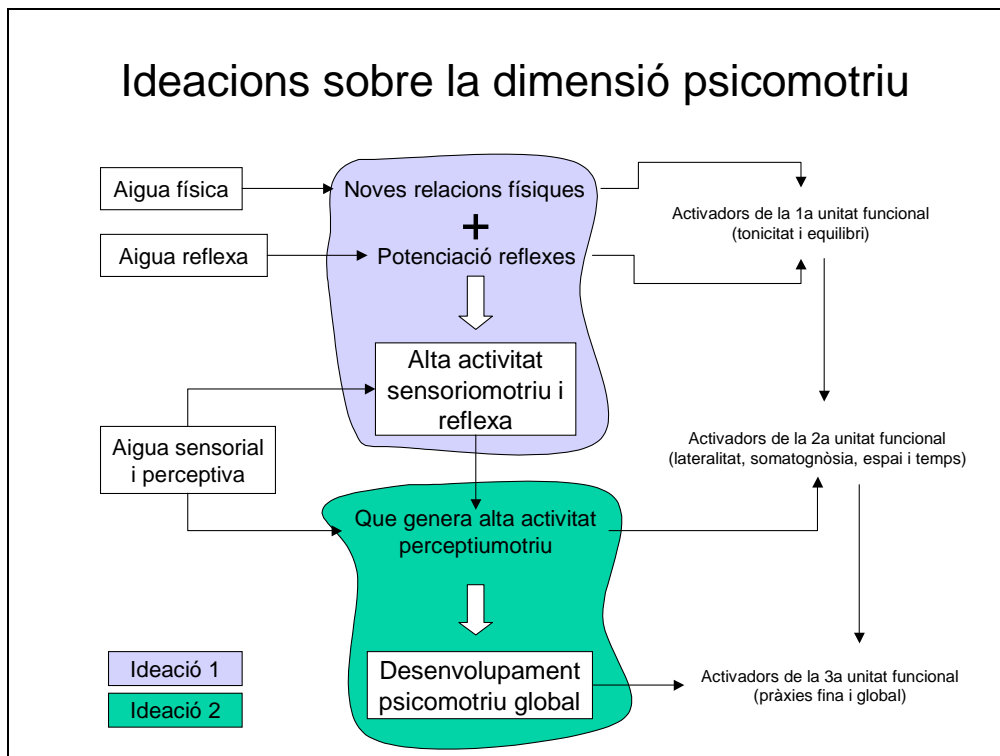 Ideacions sobre la dimensió psicomotriu
Aigua física
Noves relacions físiques
+
Aigua reflexa
Potenciació reflexes
Activadors de la 1a unitat funcional
(tonicitat i equilibri)
Alta activitat
sensoriomotriu i
reflexa
Aigua sensorial
i perceptiva
Activadors de la 2a unitat funcional
(lateralitat, somatognòsia, espai i temps)
Que genera alta activitat
perceptiumotriu
Ideació 1
Ideació 2
Desenvolupament
psicomotriu global
Activadors de la 3a unitat funcional
(pràxies fina i global)